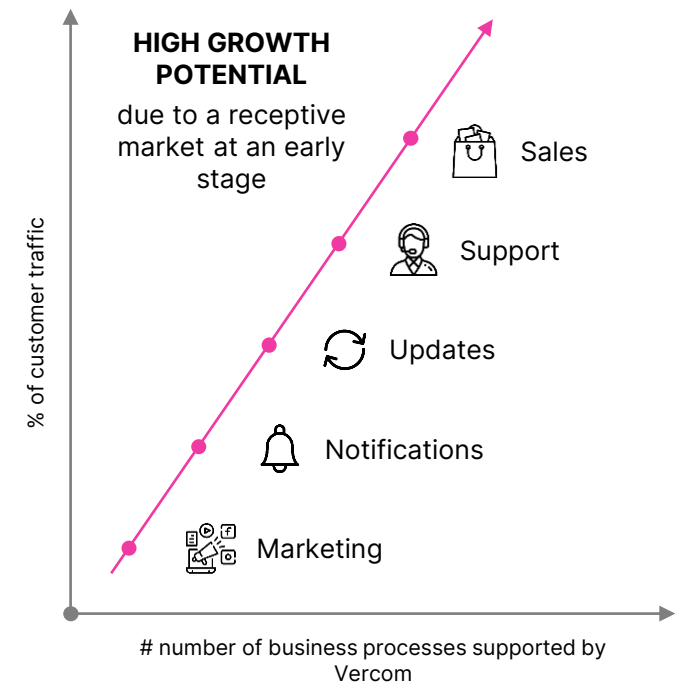 HIGH GROWTH
POTENTIAL
due to a receptive
market at an early
stage
Sales
Support
Updates
Notifications
Marketing
% of customer traffic
# number of business processes supported by
Vercom